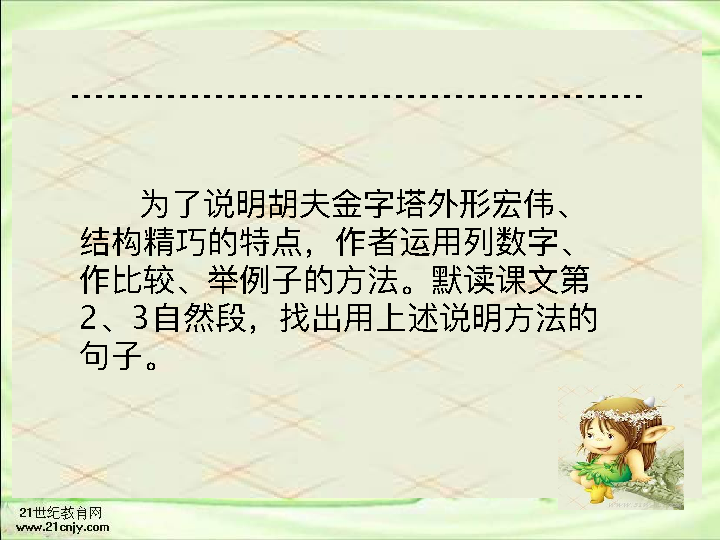 为了说明胡夫金字塔外形宏伟、
结构精巧的特点，作者运用列数字、
作比较、举例子的方法。默读课文第
2、3自然段，找出用上述说明方法的
句子。
21世纪教育网
www.21cnjy.com